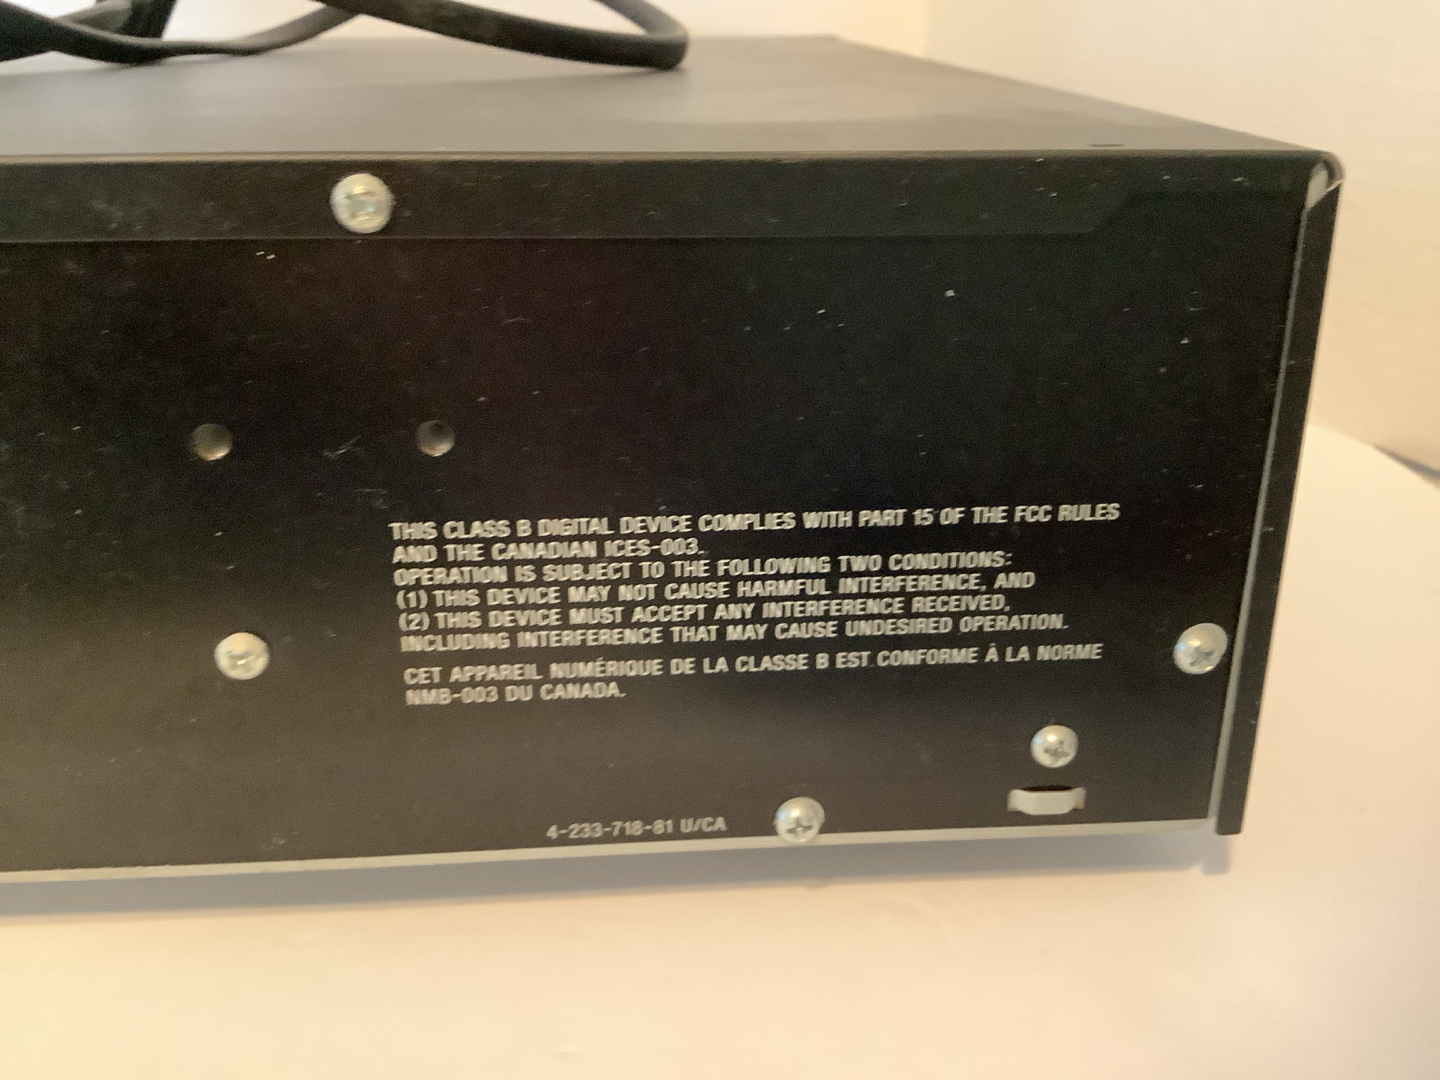 THIS CLASS B DIGITAL DEVICE COMPLIES WITH PART 15 OF THE FCC RULES
AND THE CANADIAN ICES-003.
OPERATION IS SUBJECT TO THE FOLLOWING TWO CONDITIONS:
(1) THIS DEVICE MAY NOT CAUSE HARMFUL INTERFERENCE, AND
(2) THIS DEVICE MUST ACCEPT ANY INTERFERENCE RECEIVED,
INCLUDING INTERFERENCE THAT MAY CAUSE UNDESIRED OPERATION.
CET APPAREIL NUMÉRIQUE DE LA CLASSE B EST CONFORME À LA NORME
NMB-003 DU CANADA.
4-233-718-81 U/CA